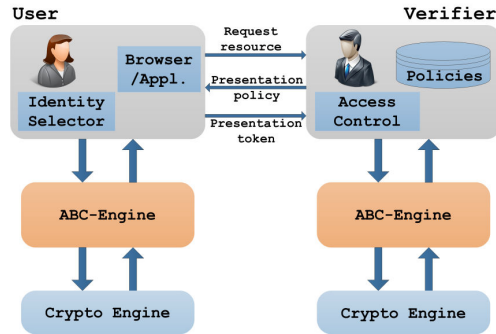 User
Verifier
Browser
/Appl.
Identity
Selector
Request
resource
Presentation
policy
Presentation
token
Policies
Access
Control
ABC-Engine
ABC-Engine
Crypto Engine
Crypto Engine